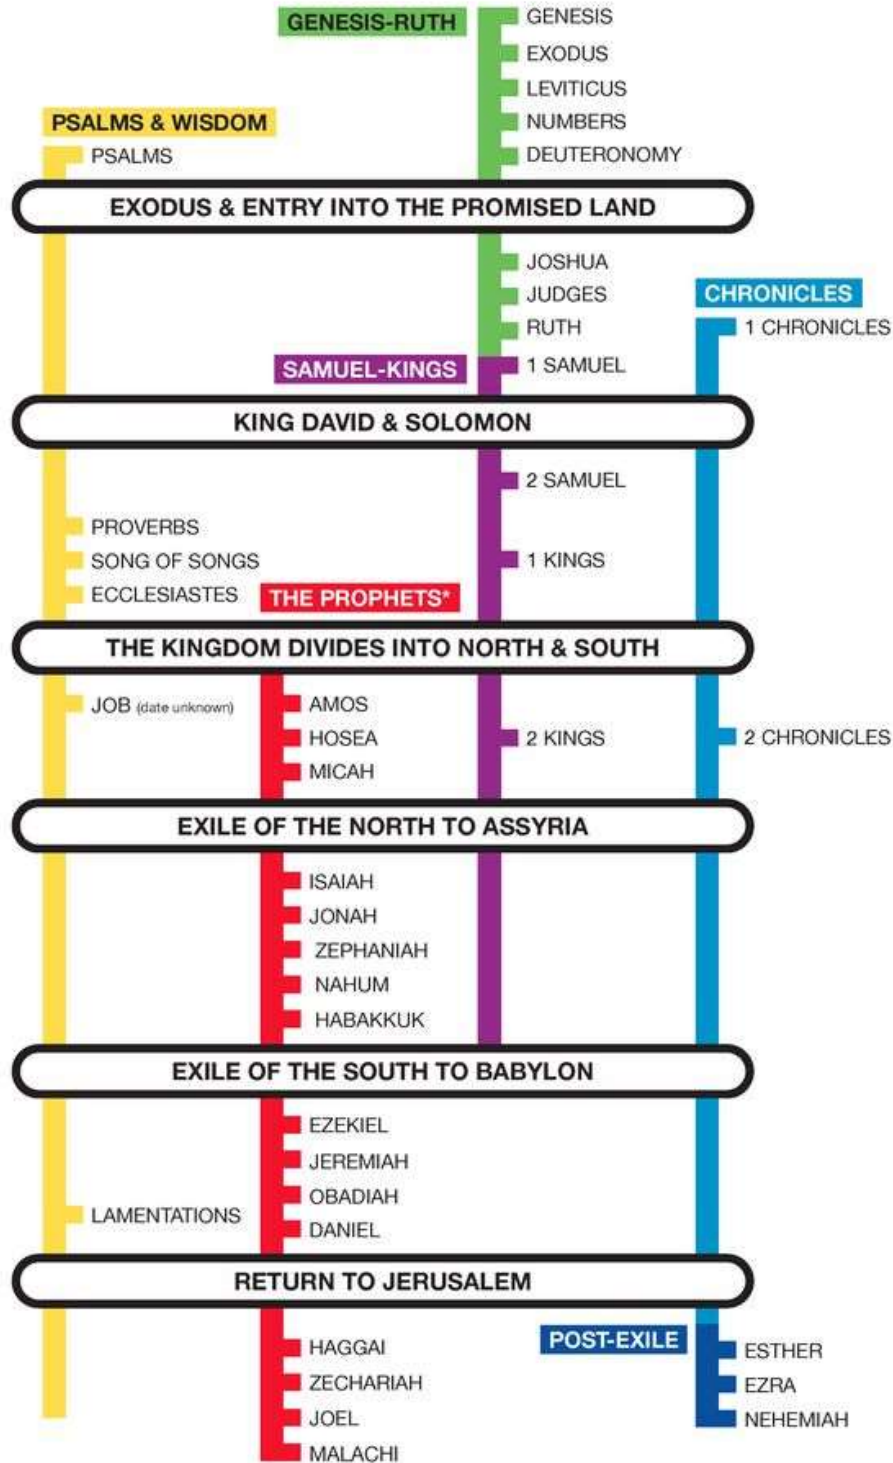 GENESIS-RUTH
GENESIS
EXODUS
LEVITICUS
NUMBERS
DEUTERONOMY
PSALMS & WISDOM
PSALMS
EXODUS & ENTRY INTO THE PROMISED LAND
JOSHUA
JUDGES
RUTH
CHRONICLES
1 CHRONICLES
SAMUEL-KINGS
1 SAMUEL
KING DAVID & SOLOMON
2 SAMUEL
1 KINGS
PROVERBS
SONG OF SONGS
ECCLESIASTES
THE PROPHETS*
THE KINGDOM DIVIDES INTO NORTH & SOUTH
JOB (date unknown)
AMOS
HOSEA
MICAH
2 KINGS
2 CHRONICLES
EXILE OF THE NORTH TO ASSYRIA
ISAIAH
JONAH
ZEPHANIAH
NAHUM
HABAKKUK
EXILE OF THE SOUTH TO BABYLON
EZEKIEL
JEREMIAH
OBADIAH
DANIEL
LAMENTATIONS
RETURN TO JERUSALEM
HAGGAI
ZECHARIAH
JOEL
MALACHI
POST-EXILE
ESTHER
EZRA
NEHEMIAH